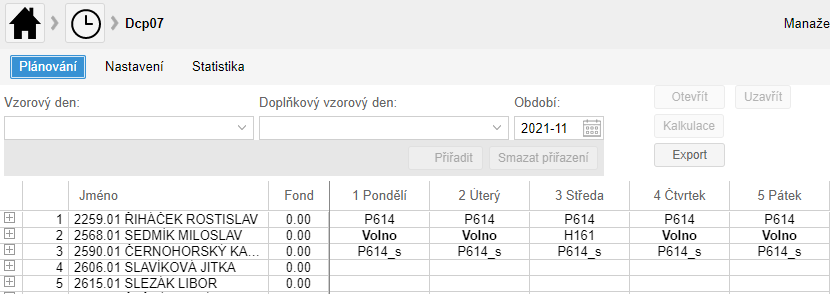 Dcp07 Manaže
Plánování Nastavení Statistika
Vzorový den: Doplňkový vzorový den: Období: Otevřít Uzavřít
2021-11 Kalkulace
Přiřadit Smazat přiřazení Export
Jméno Fond 1 Pondělí 2 Úterý 3 Středa 4 Čtvrtek 5 Pátek
1 2259.01 ŘIHÁČEK ROSTISLAV 0.00 P614 P614 P614 P614 P614
2 2568.01 SEDMÍK MILOSLAV 0.00 Volno Volno H161 Volno Volno
3 2590.01 ČERNOHORSKÝ KA... 0.00 P614_s P614_s P614_s P614_s P614_s
4 2606.01 SLAVÍKOVÁ JITKA 0.00
5 2615.01 SLEZÁK LIBOR 0.00